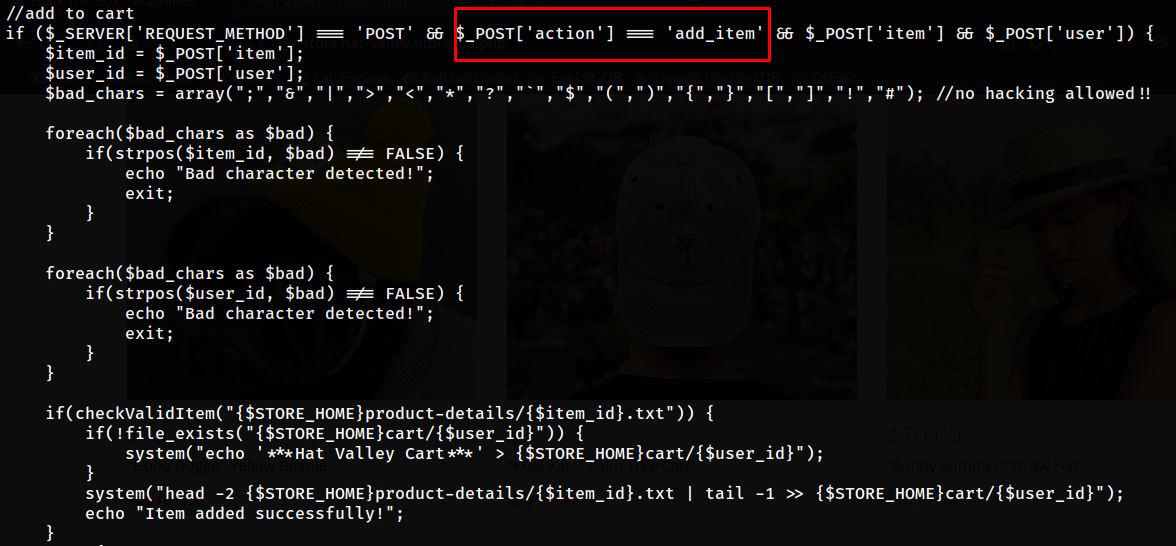 //add to cart
if ($_SERVER['REQUEST_METHOD'] === 'POST' && $_POST['action'] === 'add_item' && $_POST['item'] && $_POST['user']) {
    $item_id = $_POST['item'];
    $user_id = $_POST['user'];
    $bad_chars = array(";","&","|",">","<","*","?","`","$","(",")","{","}","[","]","!","#"); //no hacking allowed!!
    foreach($bad_chars as $bad) {
        if(strpos($item_id, $bad) !== FALSE) {
            echo "Bad character detected!";
            exit;
        }
    }
    foreach($bad_chars as $bad) {
        if(strpos($user_id, $bad) !== FALSE) {
            echo "Bad character detected!";
            exit;
        }
    }
    if(checkValidItem("{$STORE_HOME}product-details/{$item_id}.txt")) {
        if(!file_exists("{$STORE_HOME}cart/{$user_id}")) {
            system("echo '***Hat Valley Cart***' > {$STORE_HOME}cart/{$user_id}");
        }
        system("head -2 {$STORE_HOME}product-details/{$item_id}.txt | tail -1 >> {$STORE_HOME}cart/{$user_id}");
        echo "Item added successfully!";
    }
$70.00
"Good Doggo" Yellow Beanie
"Kool Kats" Palm Tree Cap
"Sunny Summer" Straw Hat